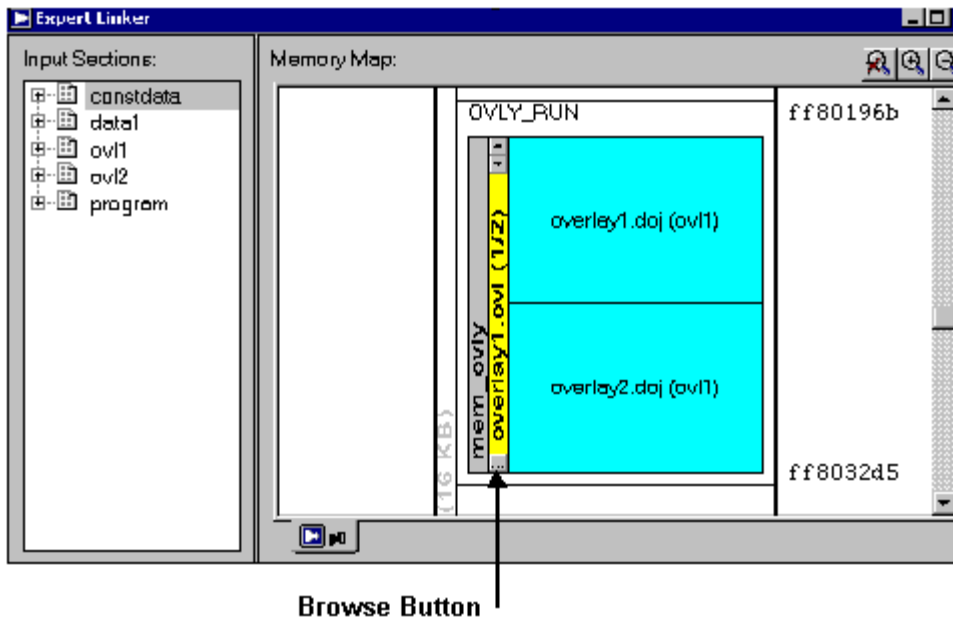 Expert Linker
Input Sections:
constdata
data1
ovl1
ovl2
program
Memory Map:
OVLY_RUN
ff80196b
mem_ovly
overlay1.ovl (1/2)
overlay1.doj (ovl1)
overlay2.doj (ovl1)
(16 KB)
ff8032d5
p0
Browse Button